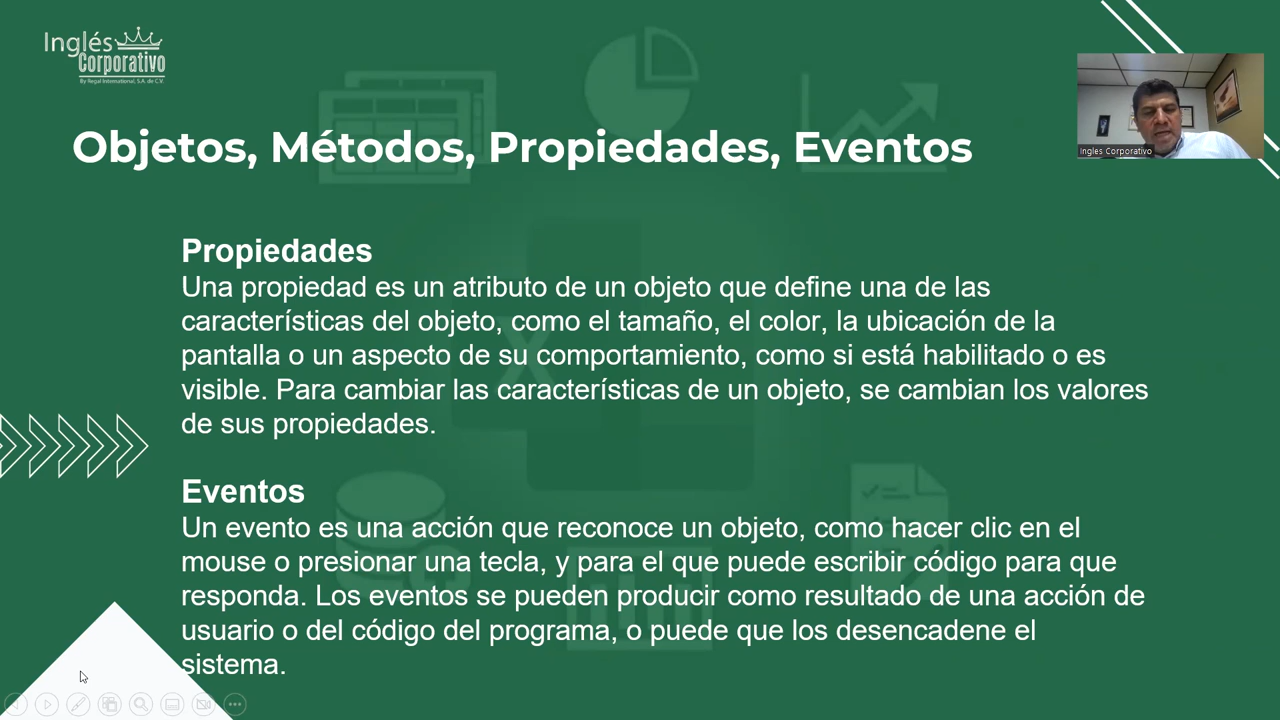 Inglés
Corporativo
By Regal International, S.A. de C.V.
Ingles Corporativo
Objetos, Métodos, Propiedades, Eventos
Propiedades
Una propiedad es un atributo de un objeto que define una de las
características del objeto, como el tamaño, el color, la ubicación de la
pantalla o un aspecto de su comportamiento, como si está habilitado o es
visible. Para cambiar las características de un objeto, se cambian los valores
de sus propiedades.
Eventos
Un evento es una acción que reconoce un objeto, como hacer clic en el
mouse o presionar una tecla, y para el que puede escribir código para que
responda. Los eventos se pueden producir como resultado de una acción de
usuario o del código del programa, o puede que los desencadene el
sistema.